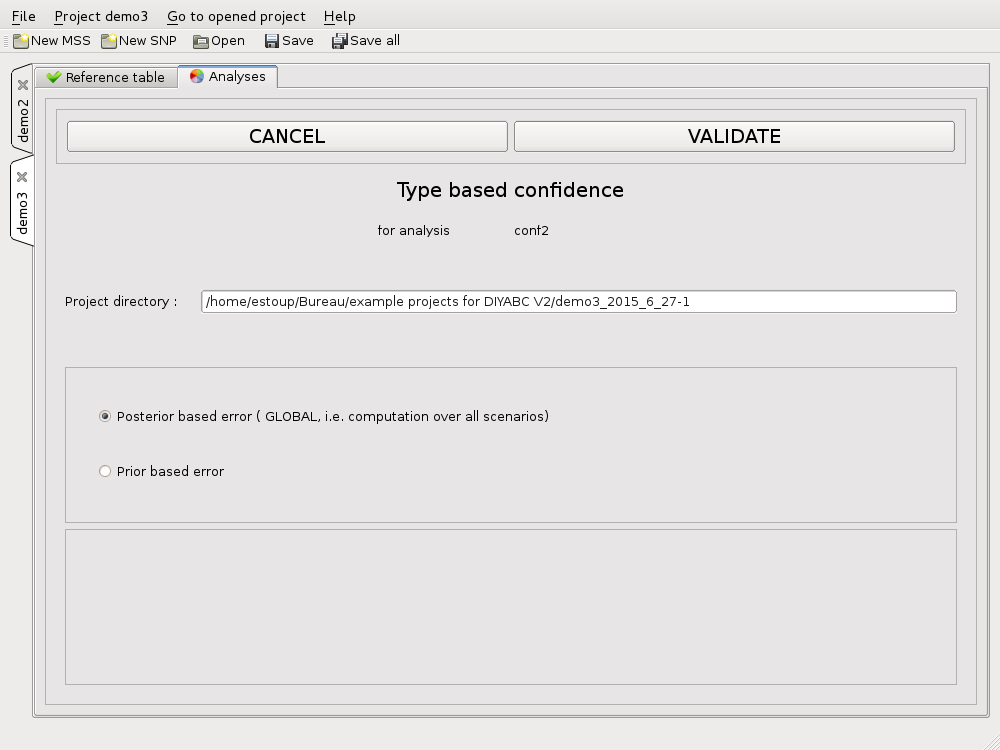 File Project demo3 Go to opened project Help
New MSS New SNP Open Save Save all
Reference table Analyses
demo2
demo3
CANCEL VALIDATE
Type based confidence
for analysis conf2
Project directory : /home/estoup/Bureau/example projects for DIYABC V2/demo3_2015_6_27-1
Posterior based error ( GLOBAL, i.e. computation over all scenarios)
Prior based error